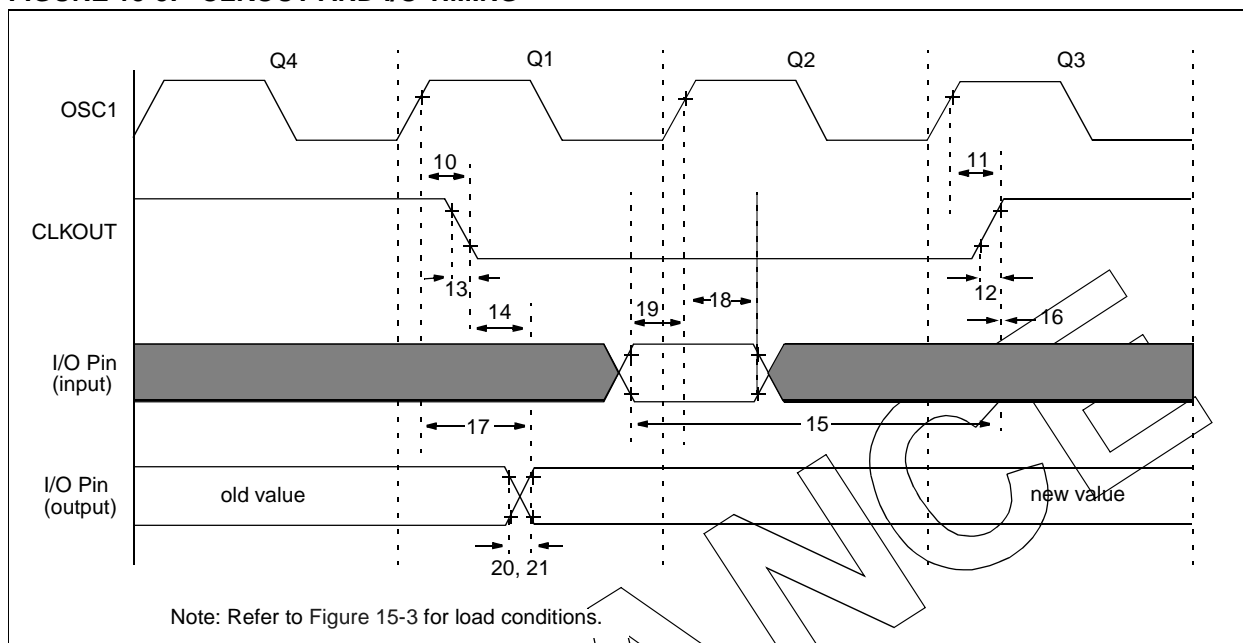 Q4 Q1 Q2 Q3
OSC1
10 11
CLKOUT
13 12
14 19 18 16
I/O Pin
(input)
17 15
I/O Pin
(output)
old value new value
20, 21
Note: Refer to Figure 15-3 for load conditions.